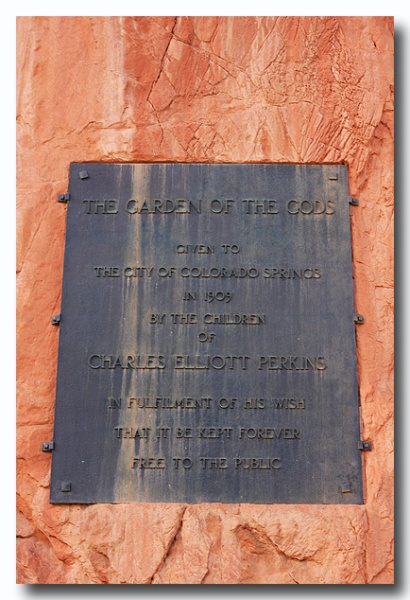 THE GARDEN OF THE GODS
GIVEN TO
THE CITY OF COLORADO SPRINGS
IN 1909
BY THE CHILDREN
OF
CHARLES ELLIOTT PERKINS
IN FULFILMENT OF HIS WISH
THAT IT BE KEPT FOREVER
FREE TO THE PUBLIC